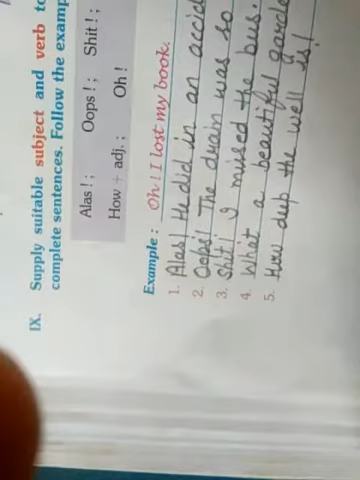 IX. Supply suitable subject and verb to
complete sentences. Follow the examp
Alas! ; Oops! ; Shit! ;
How + adj. ; Oh!
Example : Oh! I lost my book.
1. Alas! He did in an accid
2. Oobs! The drain was so
3. Shit! I missed the bus.
4. What a beautiful garde
5. How deep the well is!